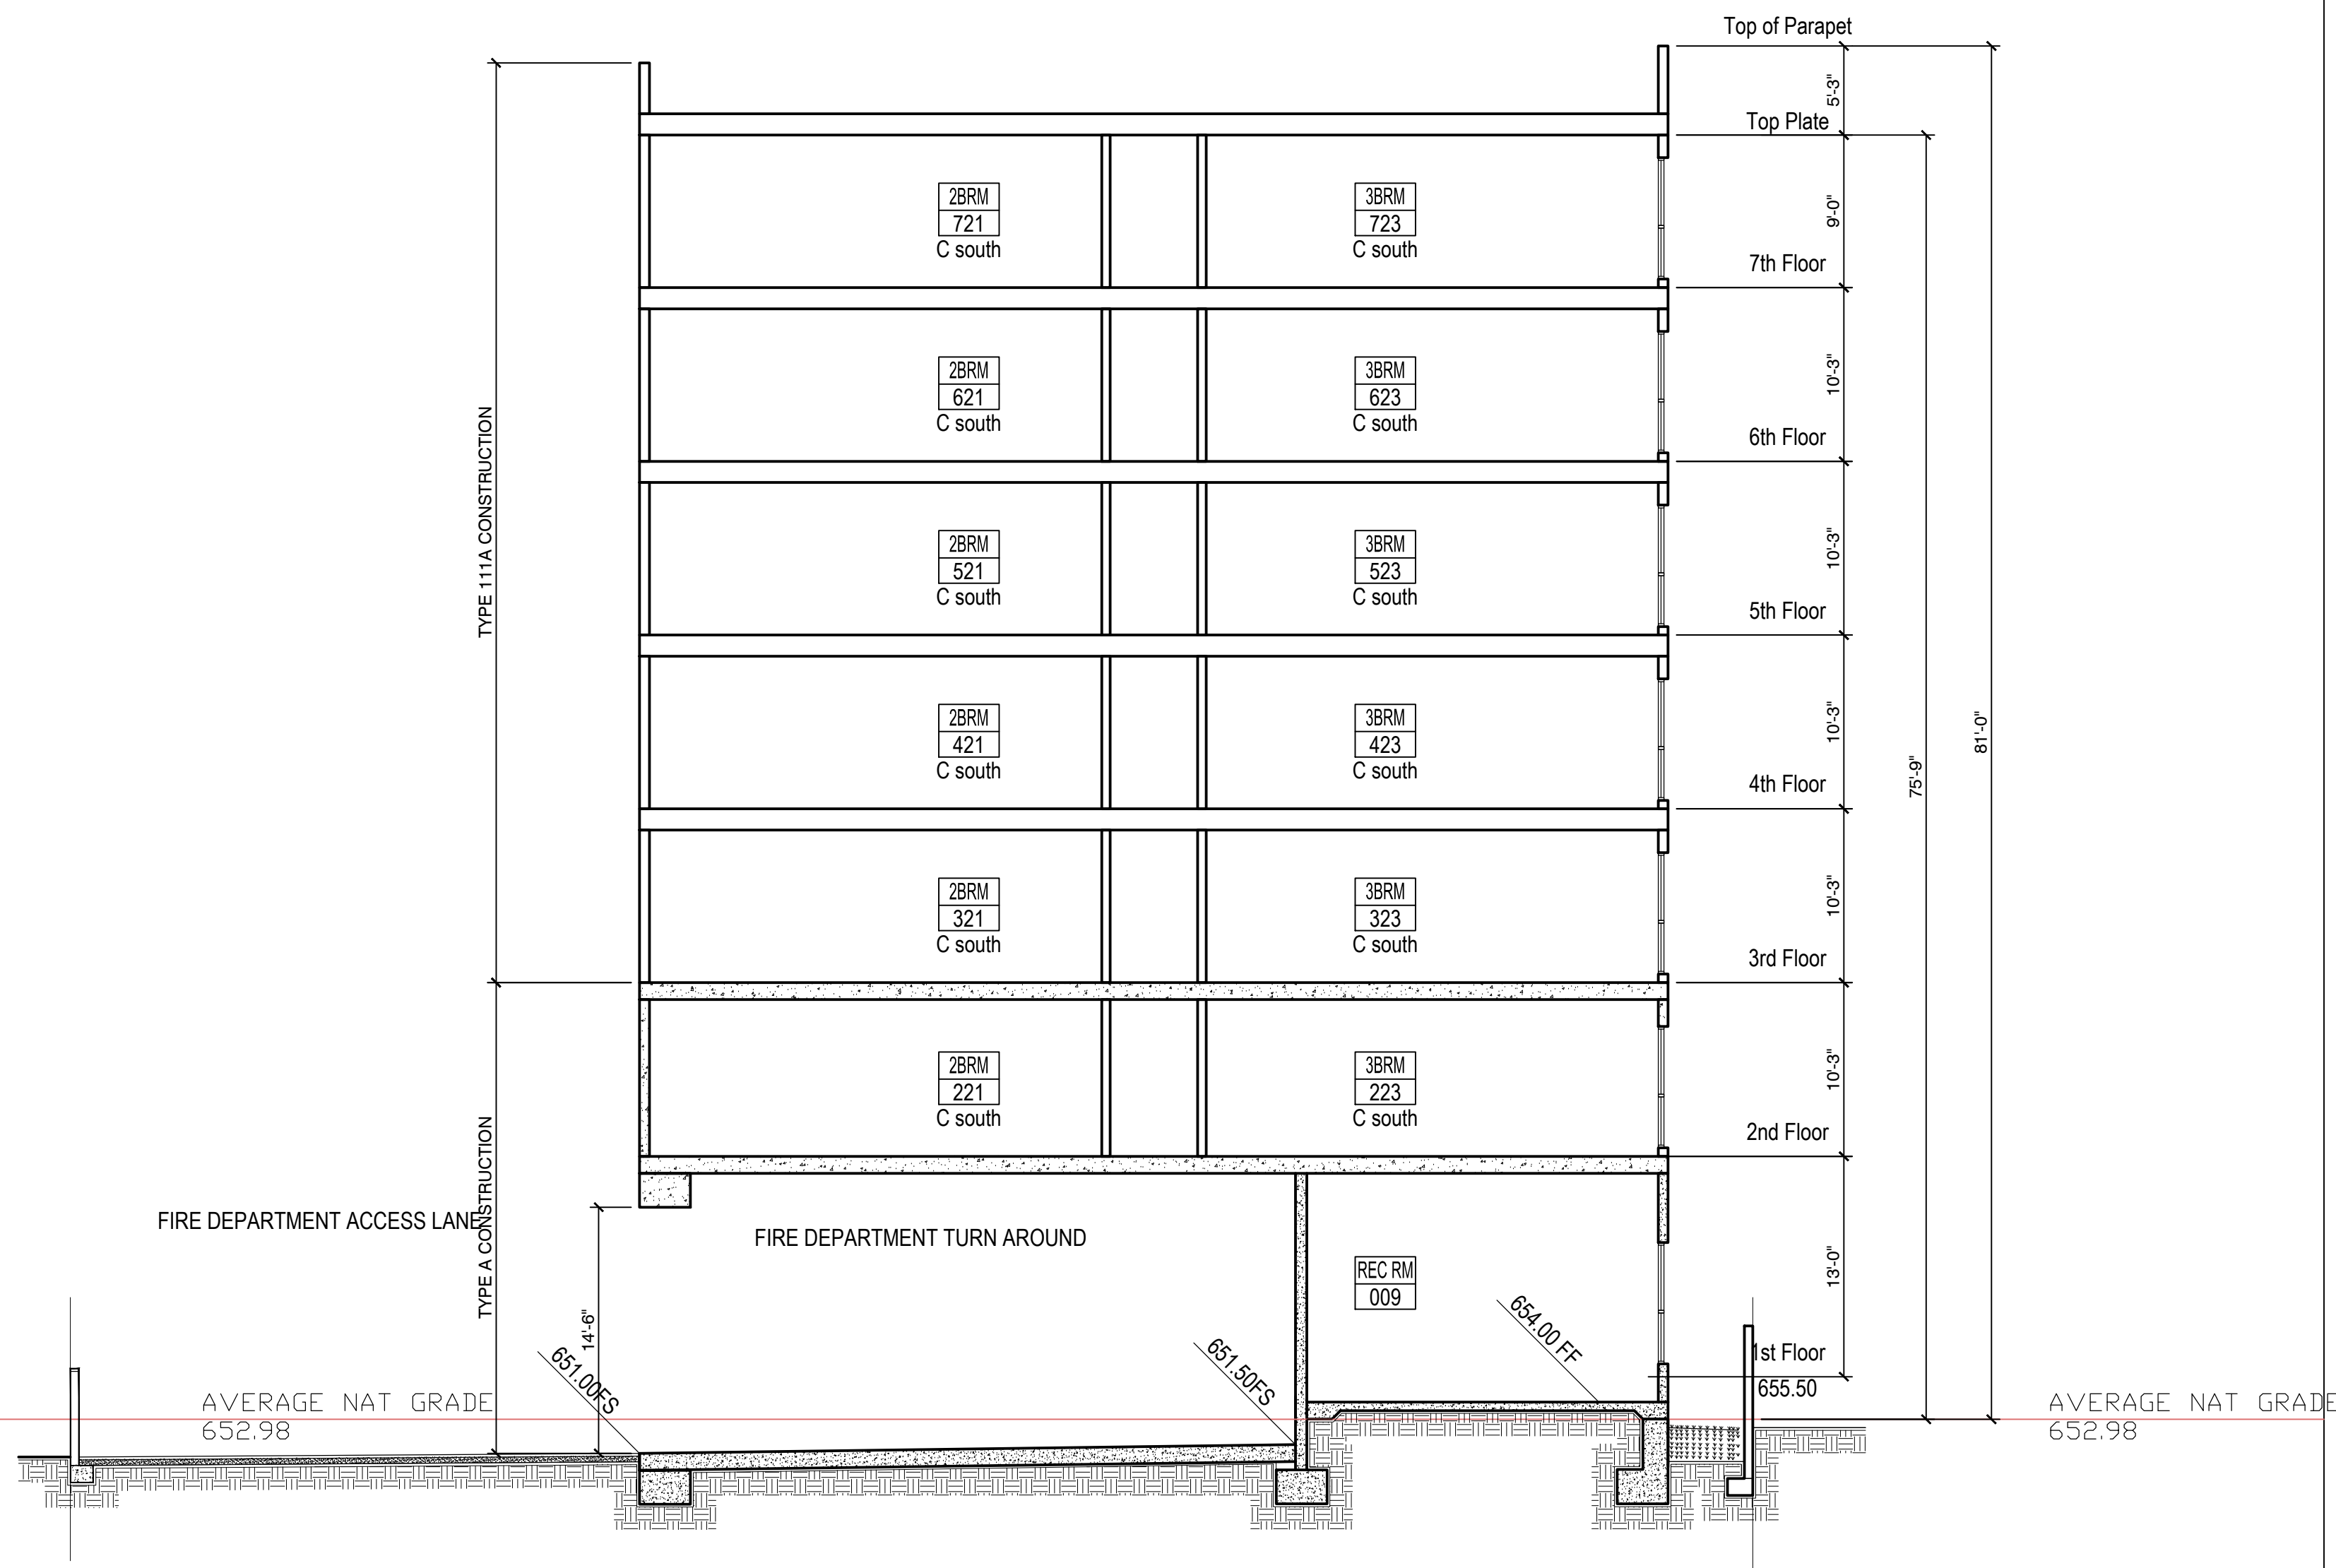 Top of Parapet
5'-3"
Top Plate
2BRM
721
C south
3BRM
723
C south
9'-0"
7th Floor
2BRM
621
C south
3BRM
623
C south
10'-3"
6th Floor
TYPE 111A CONSTRUCTION
2BRM
521
C south
3BRM
523
C south
10'-3"
5th Floor
2BRM
421
C south
3BRM
423
C south
10'-3"
4th Floor
75'-9"
81'-0"
2BRM
321
C south
3BRM
323
C south
10'-3"
3rd Floor
2BRM
221
C south
3BRM
223
C south
10'-3"
2nd Floor
TYPE A CONSTRUCTION
FIRE DEPARTMENT ACCESS LANE
FIRE DEPARTMENT TURN AROUND
REC RM
009
13'-0"
14'-6"
651.00FS
651.50FS
654.00 FF
1st Floor
655.50
AVERAGE NAT GRADE
652.98
AVERAGE NAT GRADE
652.98